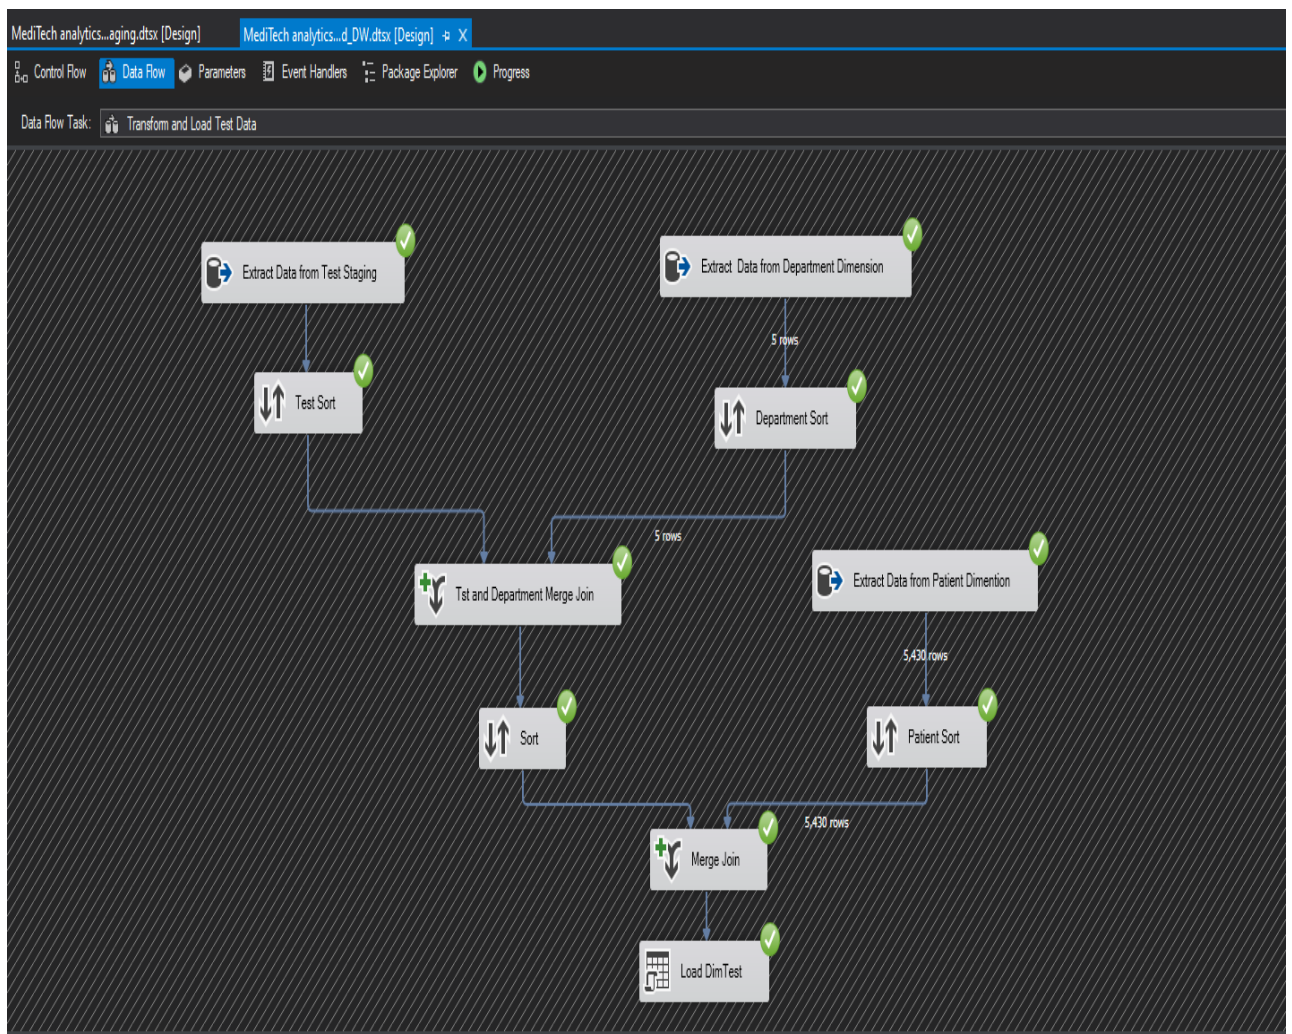 MediTech analytics...aging.dtsx [Design] MediTech analytics...d_DW.dtsx [Design] X
Control Flow Data Flow Parameters Event Handlers Package Explorer Progress
Data Flow Task: Transform and Load Test Data
Extract Data from Test Staging
Extract Data from Department Dimension
5 rows
Test Sort
Department Sort
5 rows
Tst and Department Merge Join
Extract Data from Patient Dimention
5,430 rows
Sort
Patient Sort
5,430 rows
Merge Join
Load DimTest